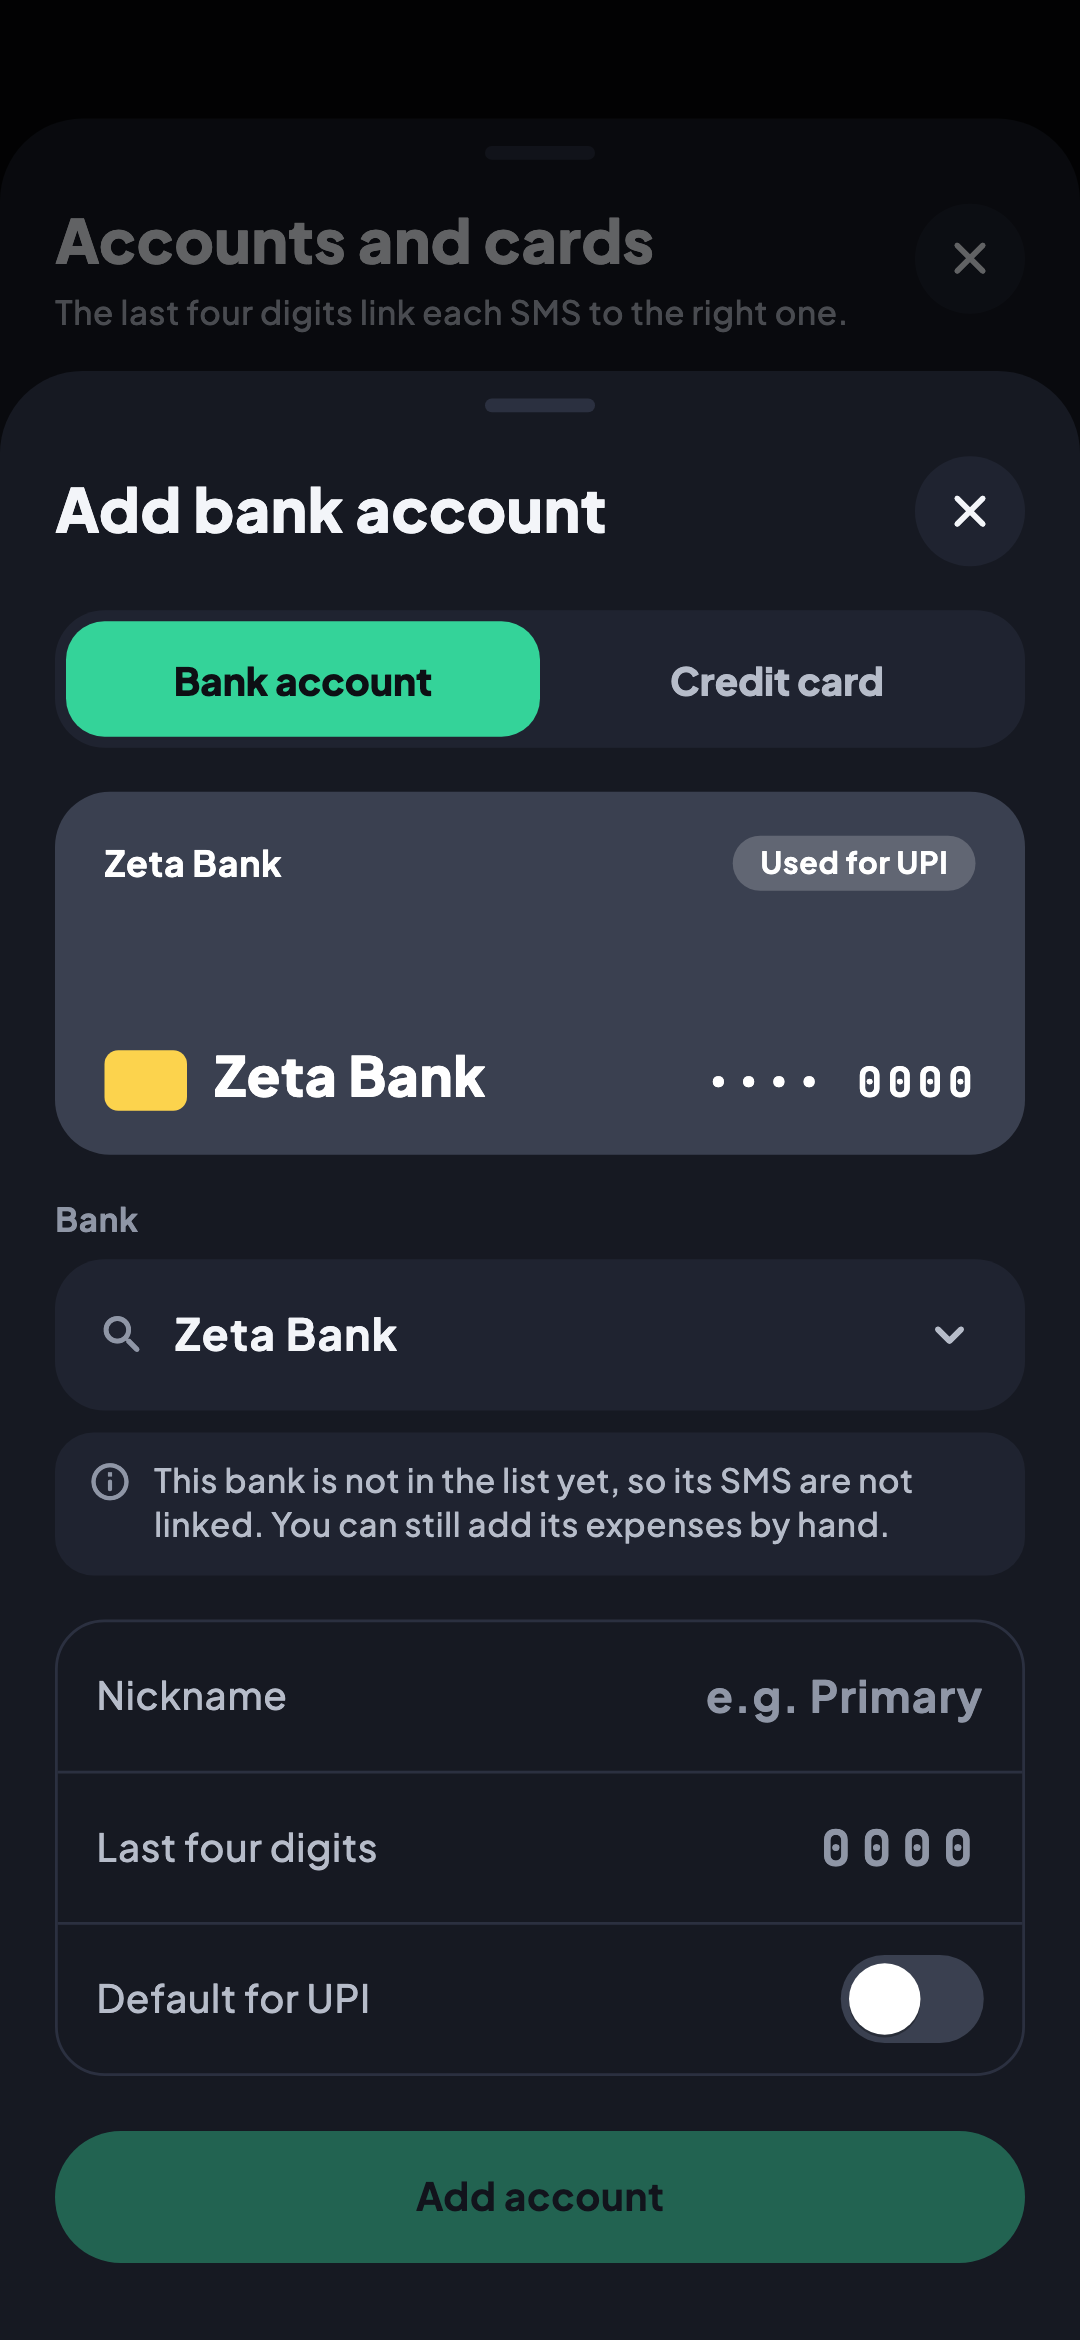 Accounts and cards
The last four digits link each SMS to the right one.
Add bank account
Bank account
Credit card
Zeta Bank
Used for UPI
Zeta Bank
•••• 0000
Bank
Zeta Bank
This bank is not in the list yet, so its SMS are not
linked. You can still add its expenses by hand.
Nickname
e.g. Primary
Last four digits
0000
Default for UPI
Add account